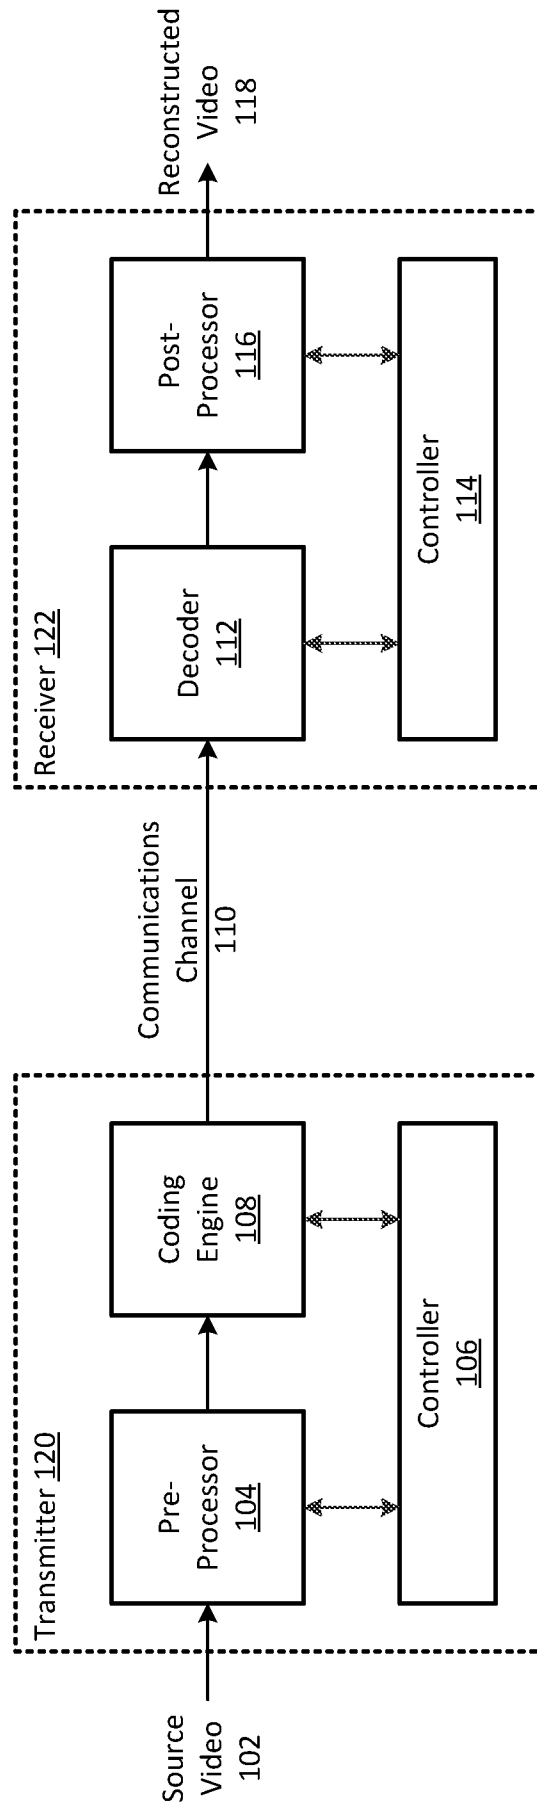 Source
Video
102
Transmitter 120
Pre-
Processor
104
Coding
Engine
108
Controller
106
Communications
Channel
110
Receiver 122
Decoder
112
Post-
Processor
116
Controller
114
Reconstructed
Video
118